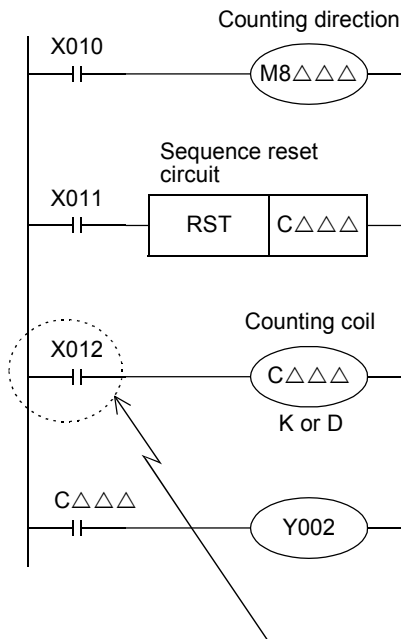 Counting direction
X010
M8△△△
Sequence reset
circuit
X011
RST
C△△△
Counting coil
X012
C△△△
K or D
C△△△
Y002